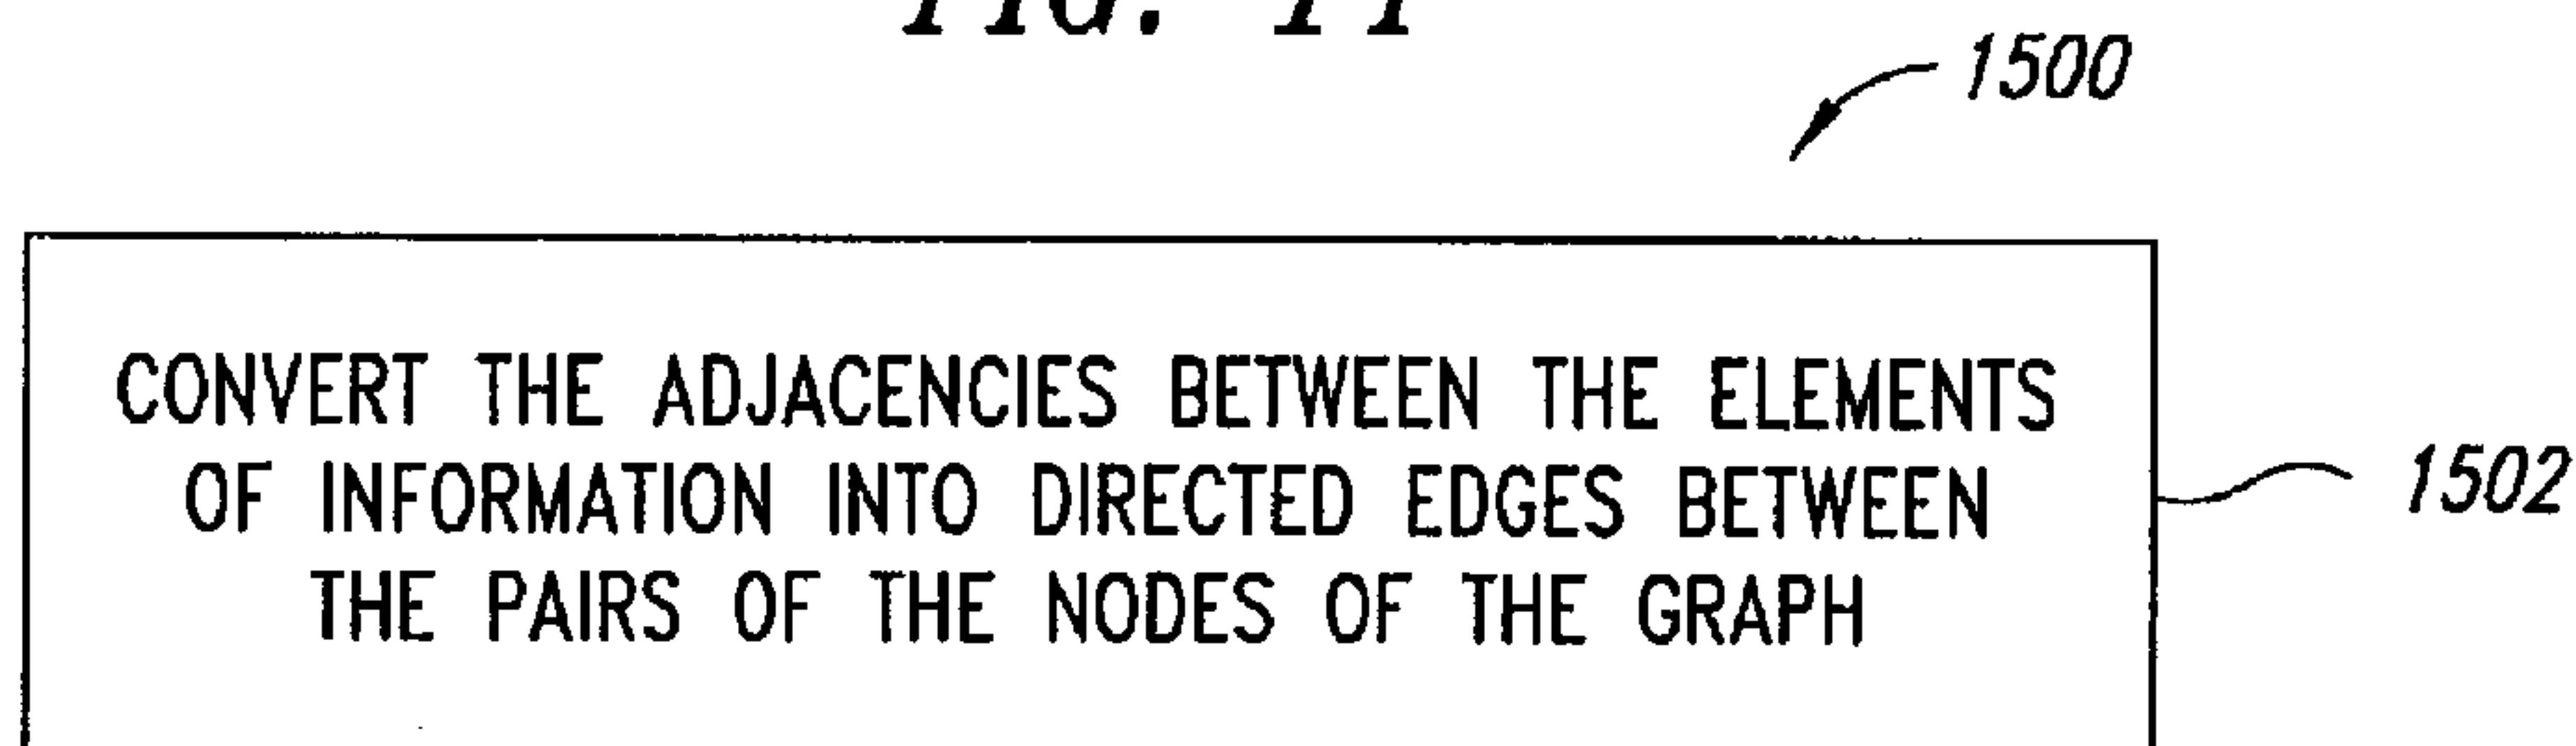 FIG.
1500
CONVERT THE ADJACENCIES BETWEEN THE ELEMENTS
OF INFORMATION INTO DIRECTED EDGES BETWEEN
1502
THE PAIRS OF THE NODES OF THE GRAPH